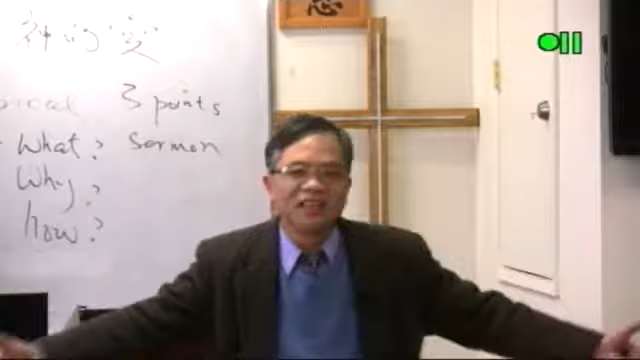 神的爱
3 points
What? Sermon
Why?
how?